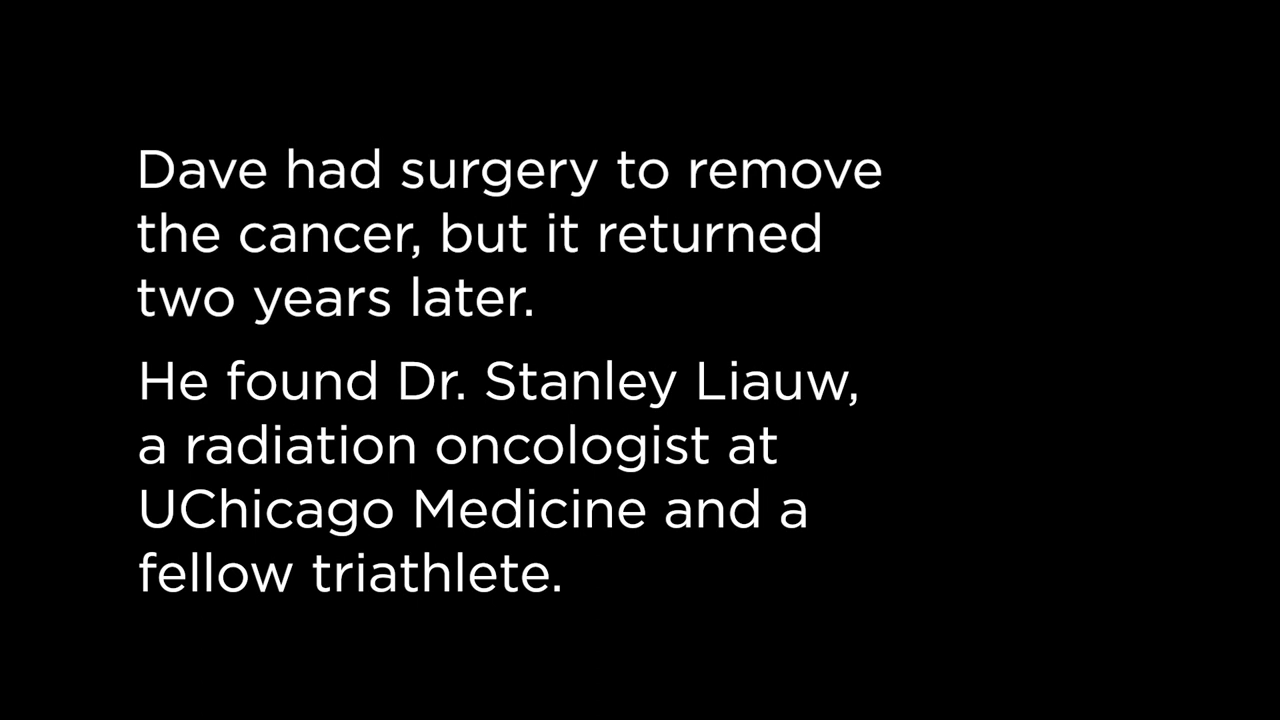 Dave had surgery to remove
the cancer, but it returned
two years later.
He found Dr. Stanley Liauw,
a radiation oncologist at
UChicago Medicine and a
fellow triathlete.